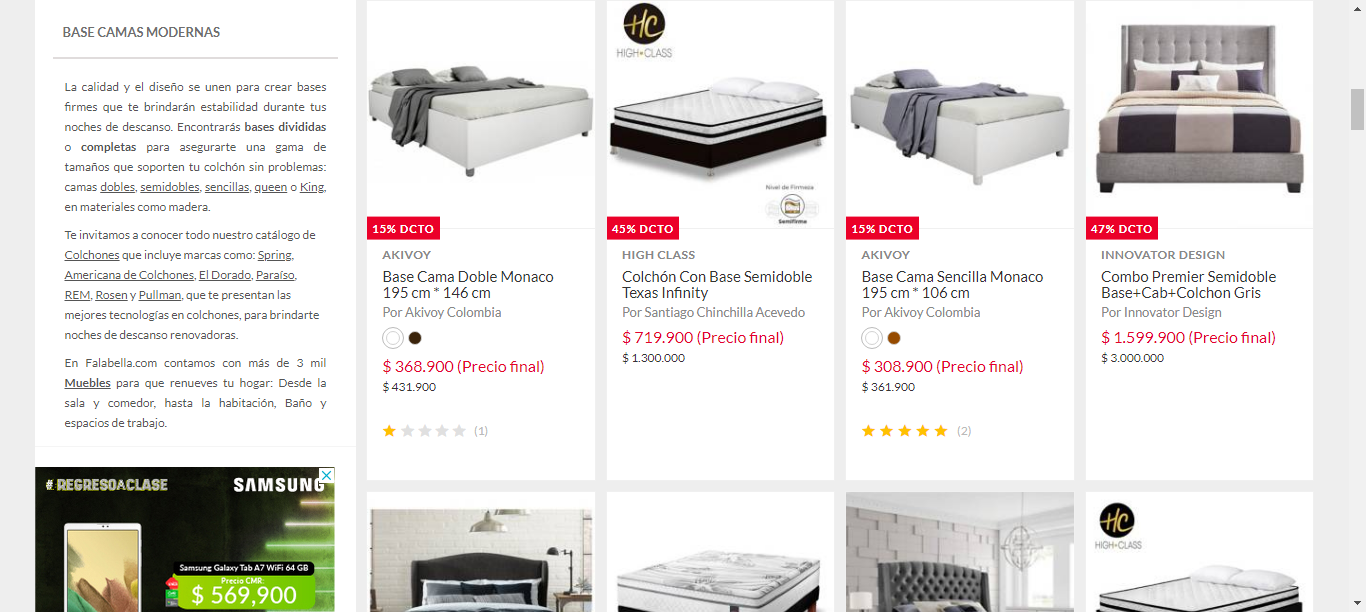 BASE CAMAS MODERNAS
La calidad y el diseño se unen para crear bases
firmes que te brindarán estabilidad durante tus
noches de descanso. Encontrarás bases divididas
o completas para asegurarte una gama de
tamaños que soporten tu colchón sin problemas:
camas dobles, semidobles, sencillas, queen o King,
en materiales como madera.
Te invitamos a conocer todo nuestro catálogo de
Colchones que incluye marcas como: Spring,
Americana de Colchones, El Dorado, Paraíso,
REM, Rosen y Pullman, que te presentan las
mejores tecnologías en colchones, para brindarte
noches de descanso renovadoras.
En Falabella.com contamos con más de 3 mil
Muebles para que renueves tu hogar: Desde la
sala y comedor, hasta la habitación, Baño y
espacios de trabajo.
#REGRESOACLASE
SAMSUNG
Samsung Galaxy Tab A7 WiFi 64 GB
Precio CMR:
$ 569,900
15% DCTO
AKIVOY
Base Cama Doble Monaco
195 cm * 146 cm
Por Akivoy Colombia
$ 368.900 (Precio final)
$ 431.900
(1)
HC
HIGH CLASS
Nivel de Firmeza
Semifirme
45% DCTO
HIGH CLASS
Colchón Con Base Semidoble
Texas Infinity
Por Santiago Chinchilla Acevedo
$ 719.900 (Precio final)
$ 1.300.000
15% DCTO
AKIVOY
Base Cama Sencilla Monaco
195 cm * 106 cm
Por Akivoy Colombia
$ 308.900 (Precio final)
$ 361.900
(2)
47% DCTO
INNOVATOR DESIGN
Combo Premier Semidoble
Base+Cab+Colchon Gris
Por Innovator Design
$ 1.599.900 (Precio final)
$ 3.000.000
HC
HIGH CLASS